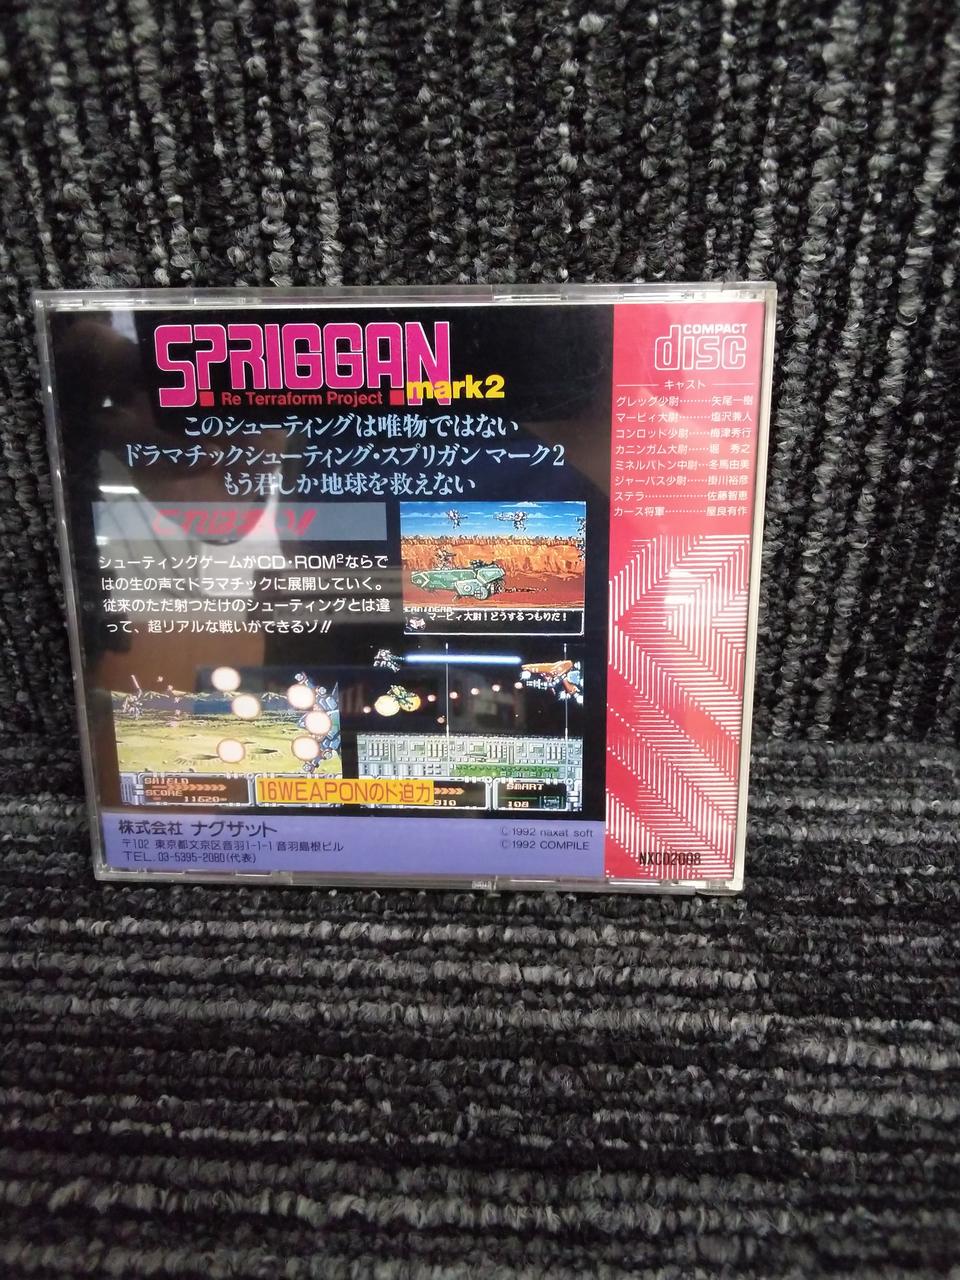 SPRIGGAN
mark2
Re Terraform Project
このシューティングは唯物ではない
ドラマチックシューティング・スプリガン マーク2
もう君しか地球を救えない
これは凄い!!
シューティングゲームがCD・ROM²ならで
はの生の声でドラマチックに展開していく。
従来のただ射つだけのシューティングとは違
って、超リアルな戦いができるゾ!!
マービィ大尉!どうするつもりだ!
SHIELD
SCORE
11620
16WEAPONのド迫力
910
SMART
108
株式会社 ナグザット
〒102 東京都文京区音羽1-1-1 音羽島根ビル
TEL.03-5395-2080(代表)
©1992 naxat soft
©1992 COMPILE
COMPACT
disc
キャスト
グレッグ少尉………矢尾一樹
マービィ大尉………塩沢兼人
コンロッド少尉……梅津秀行
カニンガム大尉……堀 秀之
ミネルバトン中尉…冬馬由美
ジャーバス少尉……掛川裕彦
ステラ………………佐藤智恵
カース将軍…………屋良有作
NXCD2008